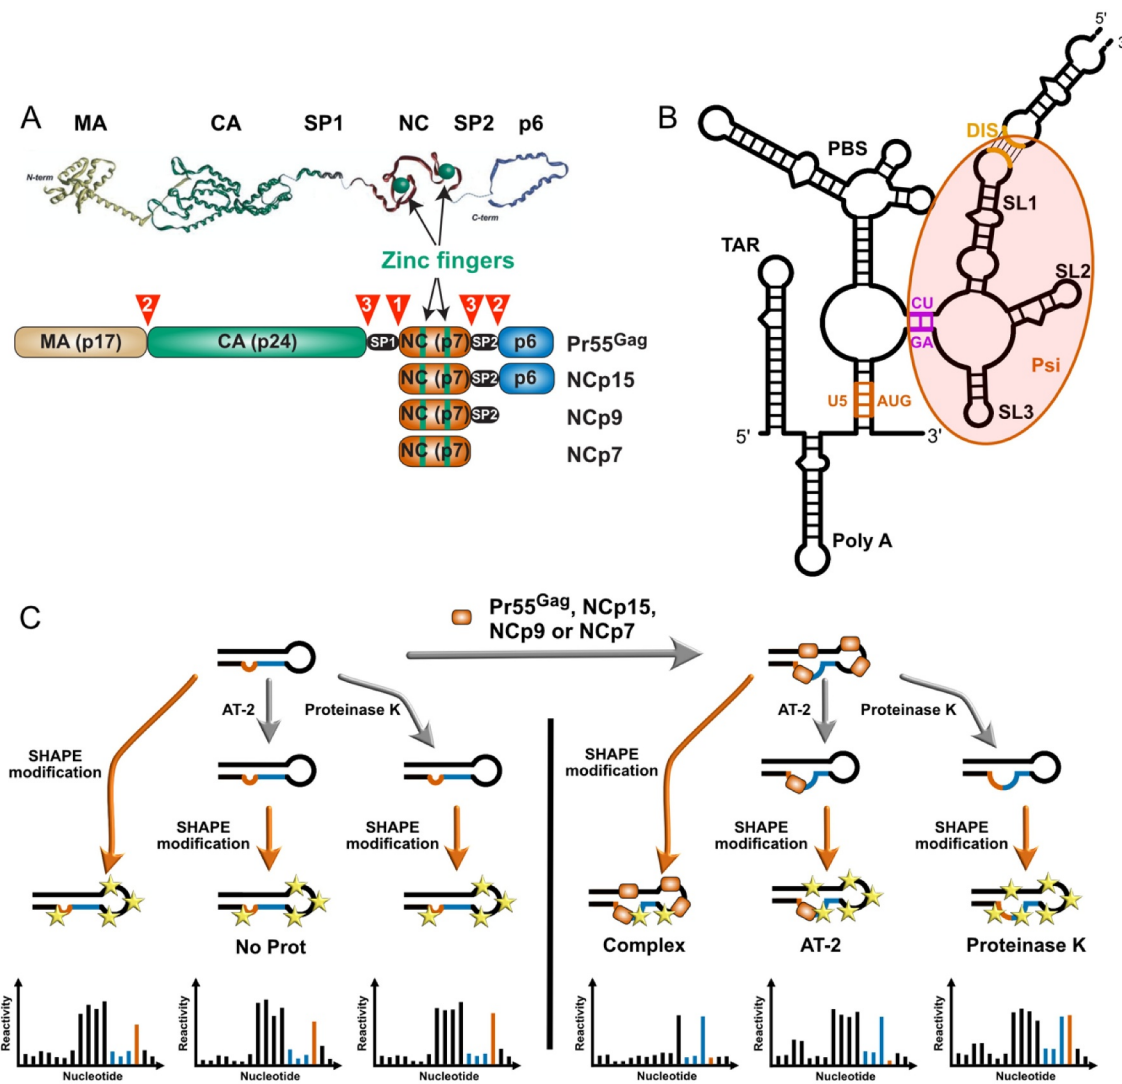 A
MA
CA
SP1
NC
SP2
p6
N-term
C-term
Zinc fingers
2
3
1
3
2
MA (p17)
CA (p24)
SP1
NC (p7)
SP2
p6
Pr55Gag
NC (p7)
SP2
p6
NCp15
NC (p7)
SP2
NCp9
NC (p7)
NCp7
B
5'
3'
DIS
PBS
SL1
TAR
SL2
CU
GA
Psi
U5
AUG
SL3
5'
3'
Poly A
C
Pr55Gag, NCp15,
NCp9 or NCp7
AT-2
Proteinase K
SHAPE
modification
SHAPE
modification
SHAPE
modification
No Prot
AT-2
Proteinase K
SHAPE
modification
SHAPE
modification
SHAPE
modification
Complex
AT-2
Proteinase K
Reactivity
Nucleotide
Reactivity
Nucleotide
Reactivity
Nucleotide
Reactivity
Nucleotide
Reactivity
Nucleotide
Reactivity
Nucleotide